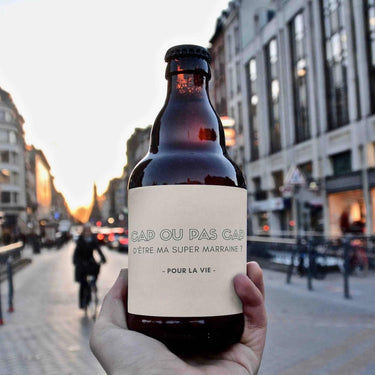 CAP OU PAS CAP
D'ÊTRE MA SUPER MARRAINE ?
- POUR LA VIE -